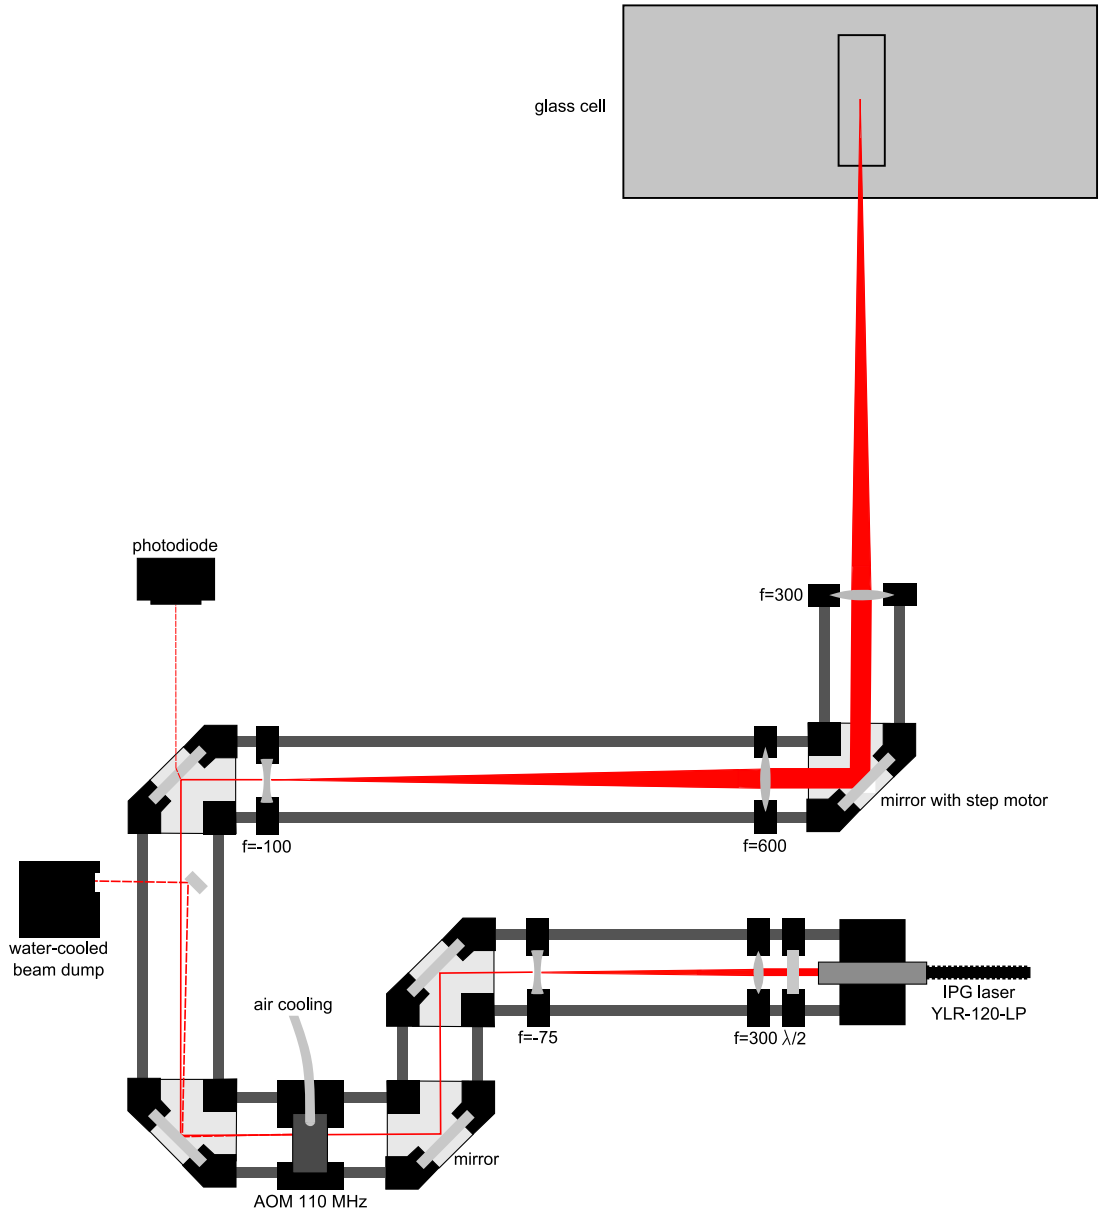 glass cell
photodiode
f=300
mirror with step motor
f=-100
f=600
water-cooled
beam dump
air cooling
IPG laser
YLR-120-LP
f=-75
f=300 λ/2
mirror
AOM 110 MHz